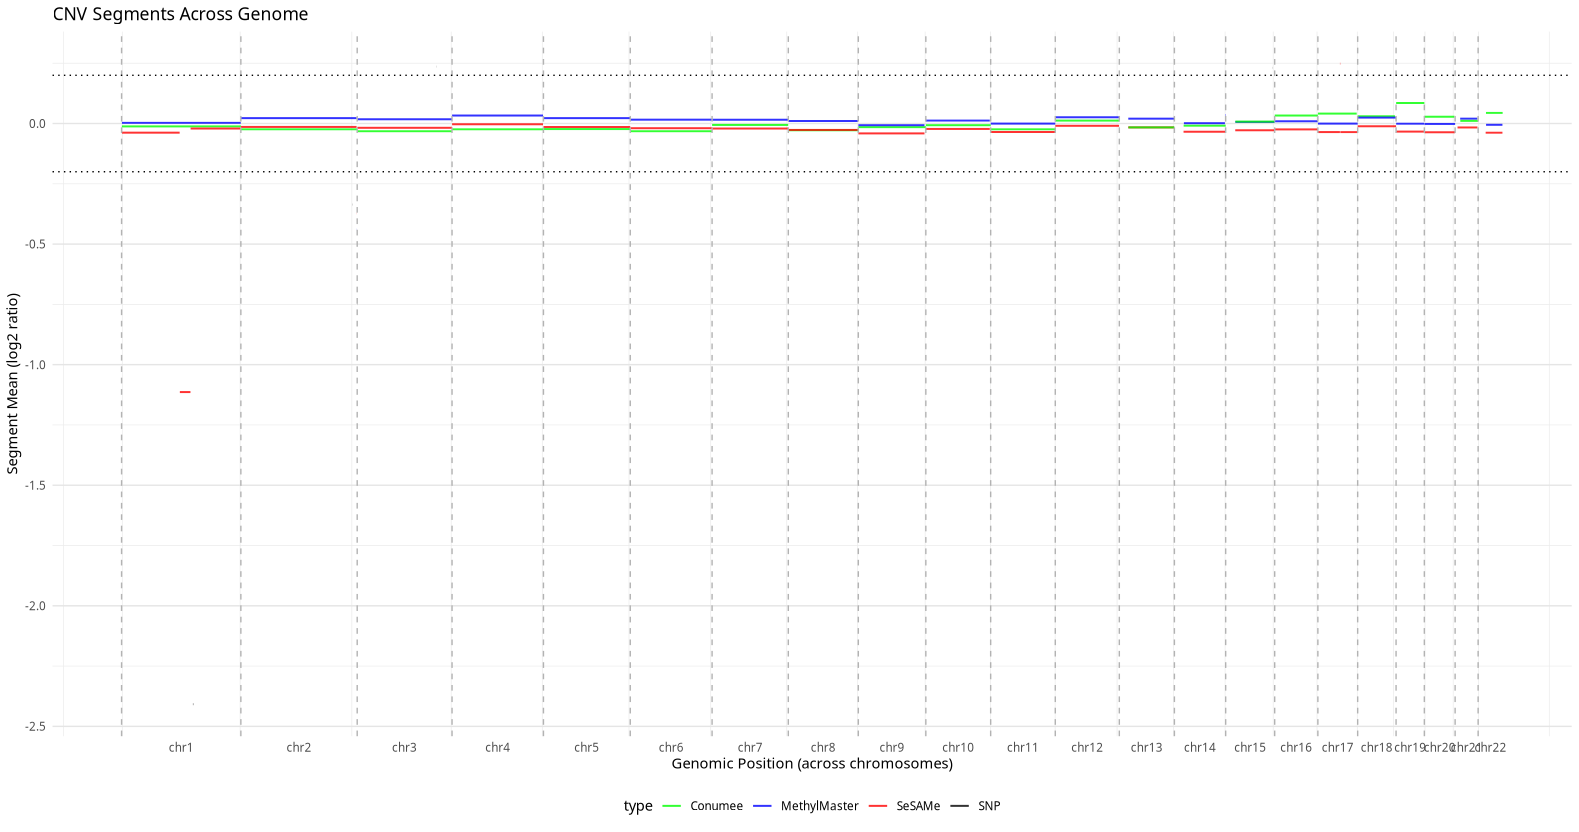 CNV Segments Across Genome
Segment Mean (log2 ratio)
0.0
-0.5
-1.0
-1.5
-2.0
-2.5
chr1 chr2 chr3 chr4 chr5 chr6 chr7 chr8 chr9 chr10 chr11 chr12 chr13 chr14 chr15 chr16 chr17 chr18 chr19 chr20 chr21 chr22
Genomic Position (across chromosomes)
type Conumee MethylMaster SeSAMe SNP